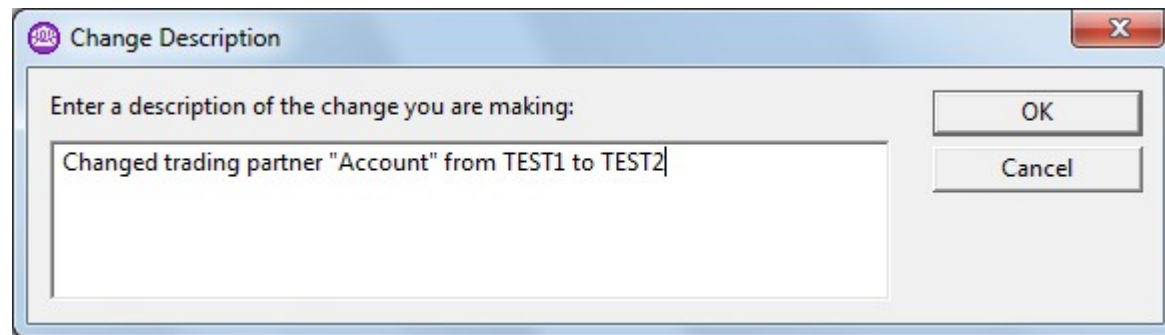 Change Description
Enter a description of the change you are making:
OK
Changed trading partner "Account" from TEST1 to TEST2
Cancel